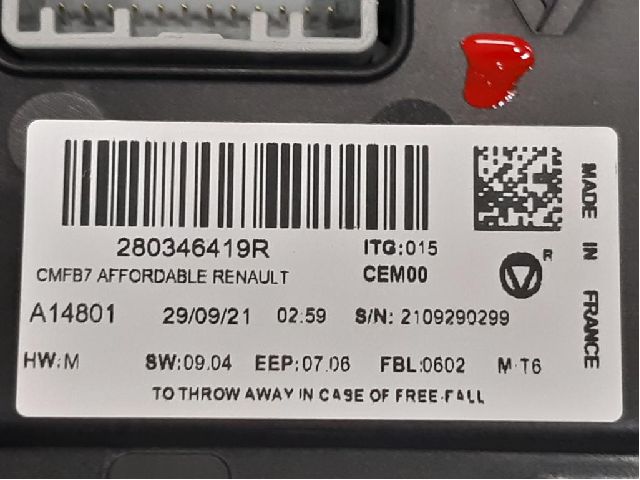 280346419R ITG:015
CMFB7 AFFORDABLE RENAULT CEM00
R
A14801 29/09/21 02:59 S/N: 2109290299
HW:M SW:09.04 EEP:07.06 FBL:0602 M-T6
TO THROW AWAY IN CASE OF FREE-FALL
MADE IN FRANCE